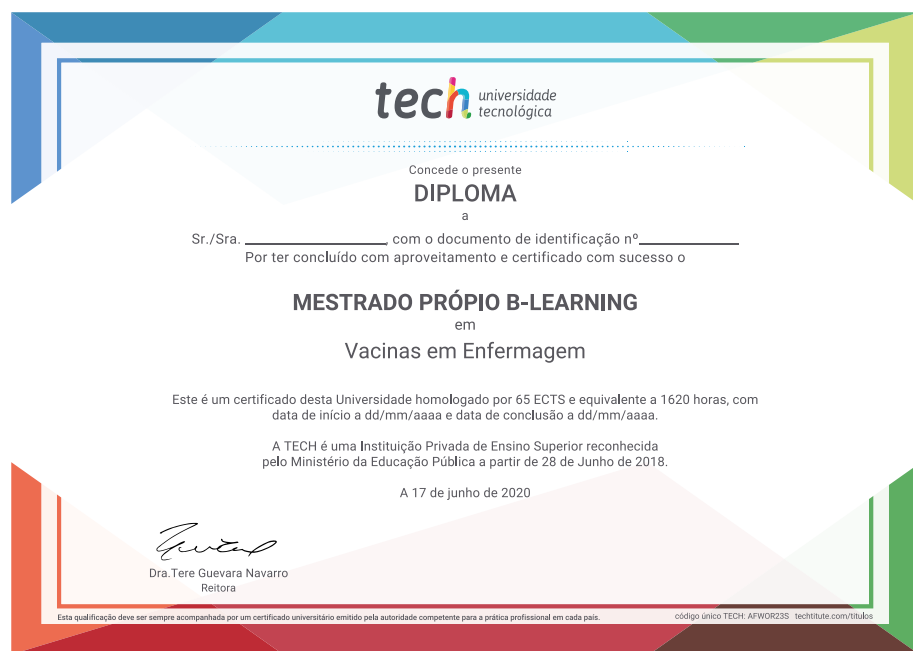 tech universidade
tecnológica
Concede o presente
DIPLOMA
a
Sr./Sra. ________________, com o documento de identificação nº___________
Por ter concluído com aproveitamento e certificado com sucesso o
MESTRADO PRÓPIO B-LEARNING
em
Vacinas em Enfermagem
Este é um certificado desta Universidade homologado por 65 ECTS e equivalente a 1620 horas, com
data de início a dd/mm/aaaa e data de conclusão a dd/mm/aaaa.
A TECH é uma Instituição Privada de Ensino Superior reconhecida
pelo Ministério da Educação Pública a partir de 28 de Junho de 2018.
A 17 de junho de 2020
Dra.Tere Guevara Navarro
Reitora
Esta qualificação deve ser sempre acompanhada por um certificado universitário emitido pela autoridade competente para a prática profissional em cada país.
código único TECH: AFWOR23S techtitute.com/títulos